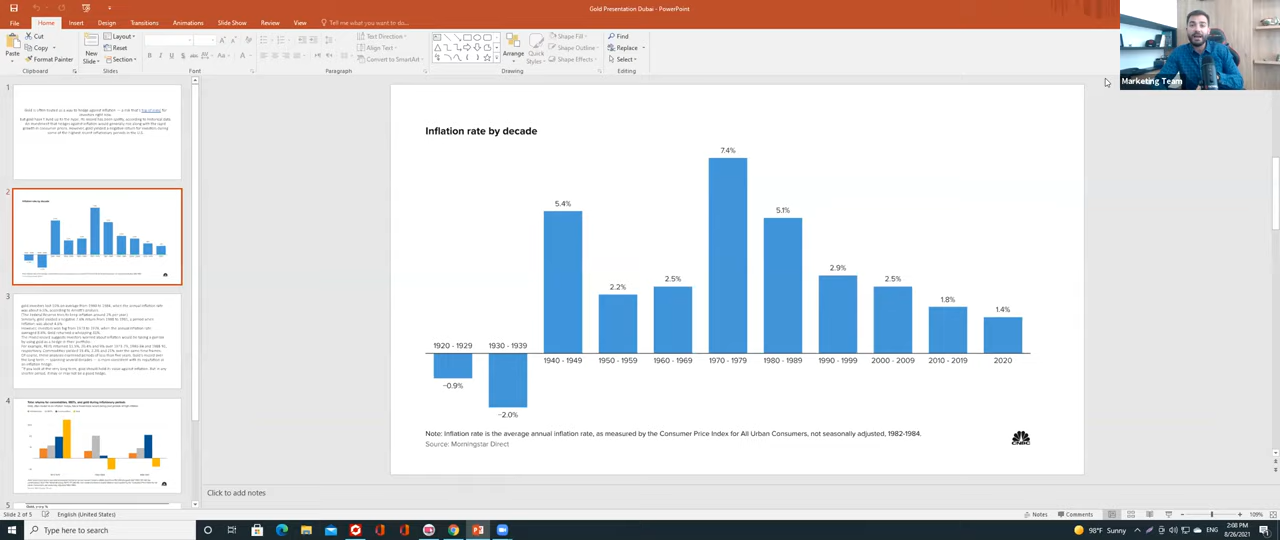 Gold Presentation Dubai - PowerPoint
File Home Insert Design Transitions Animations Slide Show Review View Tell me what you want to do...
Paste
Cut
Copy
Format Painter
Clipboard
New
Slide
Layout
Reset
Section
Slides
Font
Text Direction
Align Text
Convert to SmartArt
Paragraph
Arrange
Quick
Styles
Shape Fill
Shape Outline
Shape Effects
Drawing
Find
Replace
Select
Editing
Marketing Team
1
2
3
4
5
Inflation rate by decade
7.4%
5.4%
5.1%
2.9%
2.5%
2.2%
2.5%
1.8%
1.4%
1920 - 1929 1930 - 1939
1940 - 1949 1950 - 1959 1960 - 1969 1970 - 1979 1980 - 1989 1990 - 1999 2000 - 2009 2010 - 2019 2020
−0.9%
−2.0%
Note: Inflation rate is the average annual inflation rate, as measured by the Consumer Price Index for All Urban Consumers, not seasonally adjusted, 1982-1984.
Source: Morningstar Direct
CNBC
Click to add notes
Slide 2 of 5 English (United States) Notes Comments 109%
Type here to search
98°F Sunny ENG
2:08 PM
8/26/2021